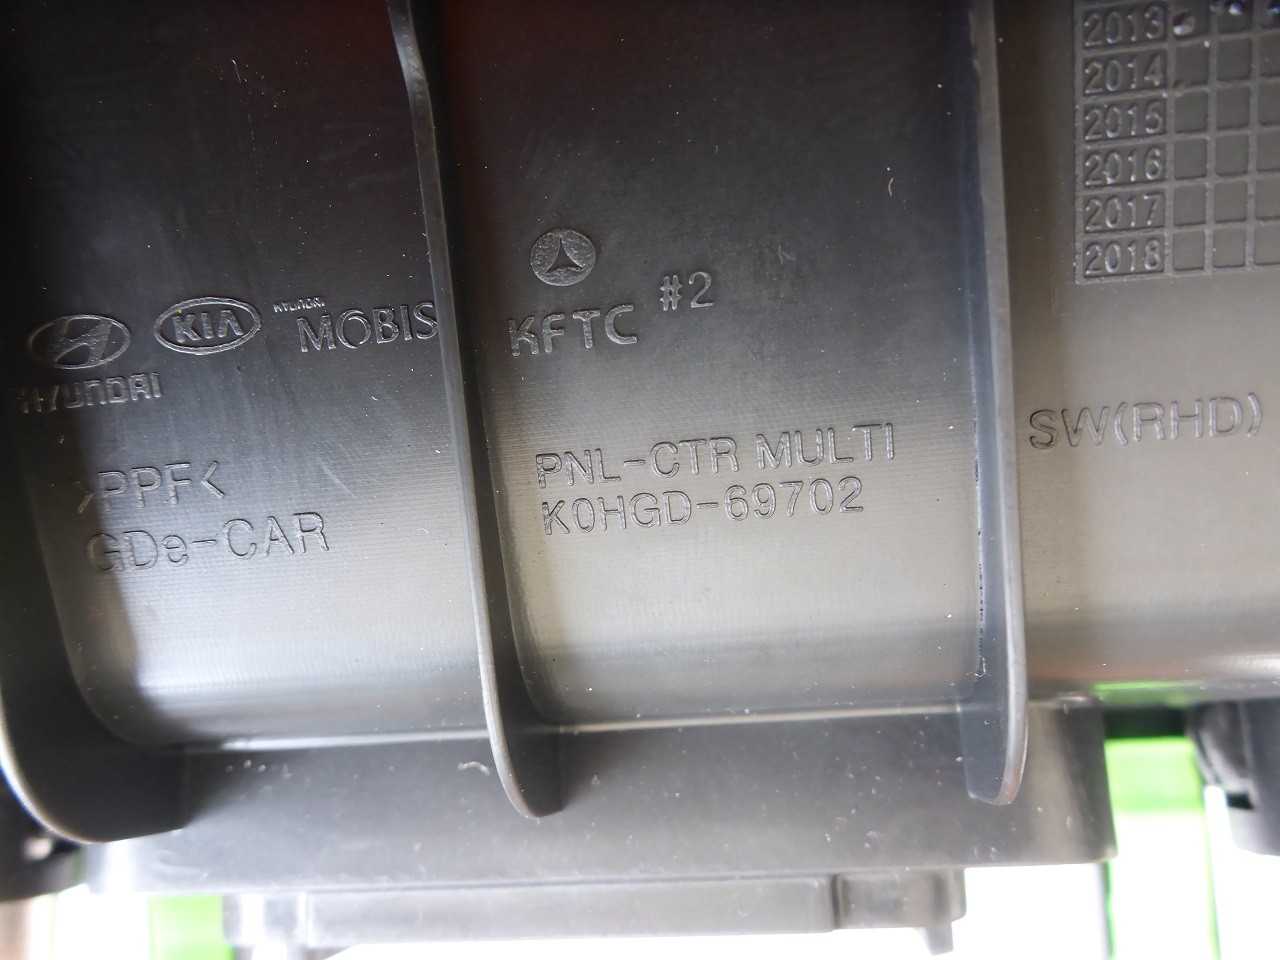 HYUNDAI
KIA
HYUNDAI
MOBIS
>PPF<
GDe-CAR
KFTC #2
PNL-CTR MULTI
K0HGD-69702
SW(RHD)
2013
2014
2015
2016
2017
2018